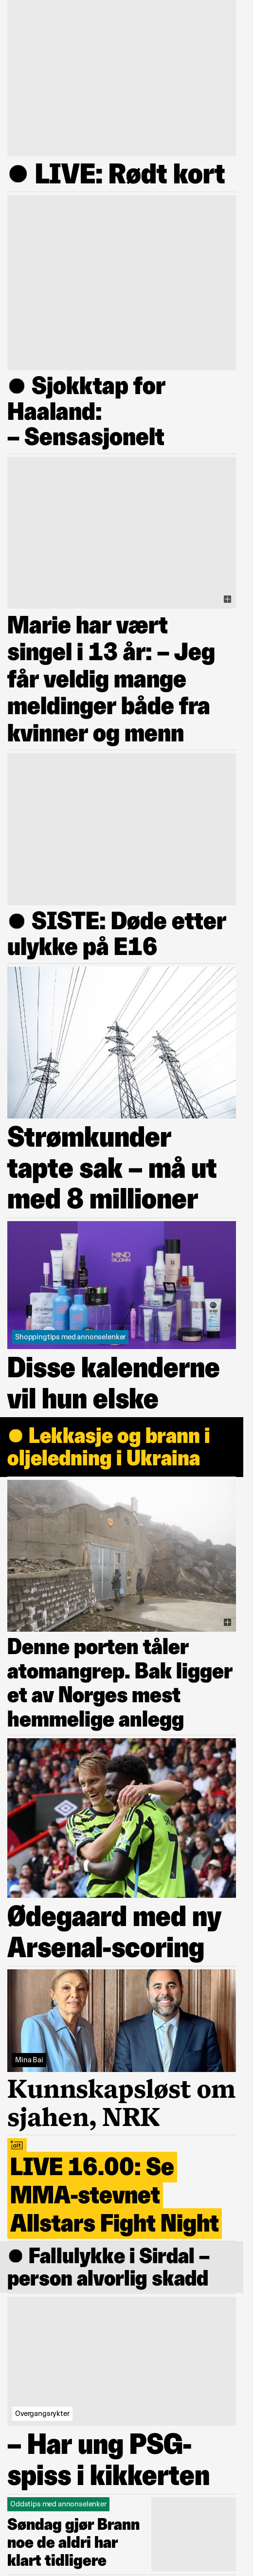 LIVE: Rødt kort
Sjokktap for
Haaland:
– Sensasjonelt
Marie har vært
singel i 13 år: – Jeg
får veldig mange
meldinger både fra
kvinner og menn
SISTE: Døde etter
ulykke på E16
Strømkunder
tapte sak – må ut
med 8 millioner
MIND
BLOWN
Shoppingtips med annonselenker
Disse kalenderne
vil hun elske
Lekkasje og brann i
oljeledning i Ukraina
Denne porten tåler
atomangrep. Bak ligger
et av Norges mest
hemmelige anlegg
Ødegaard med ny
Arsenal-scoring
Mina Bai
Kunnskapsløst om
sjahen, NRK
LIVE 16.00: Se
MMA-stevnet
Allstars Fight Night
Fallulykke i Sirdal –
person alvorlig skadd
Overgangsrykter
– Har ung PSG-
spiss i kikkerten
Oddstips med annonselenker
Søndag gjør Brann
noe de aldri har
klart tidligere